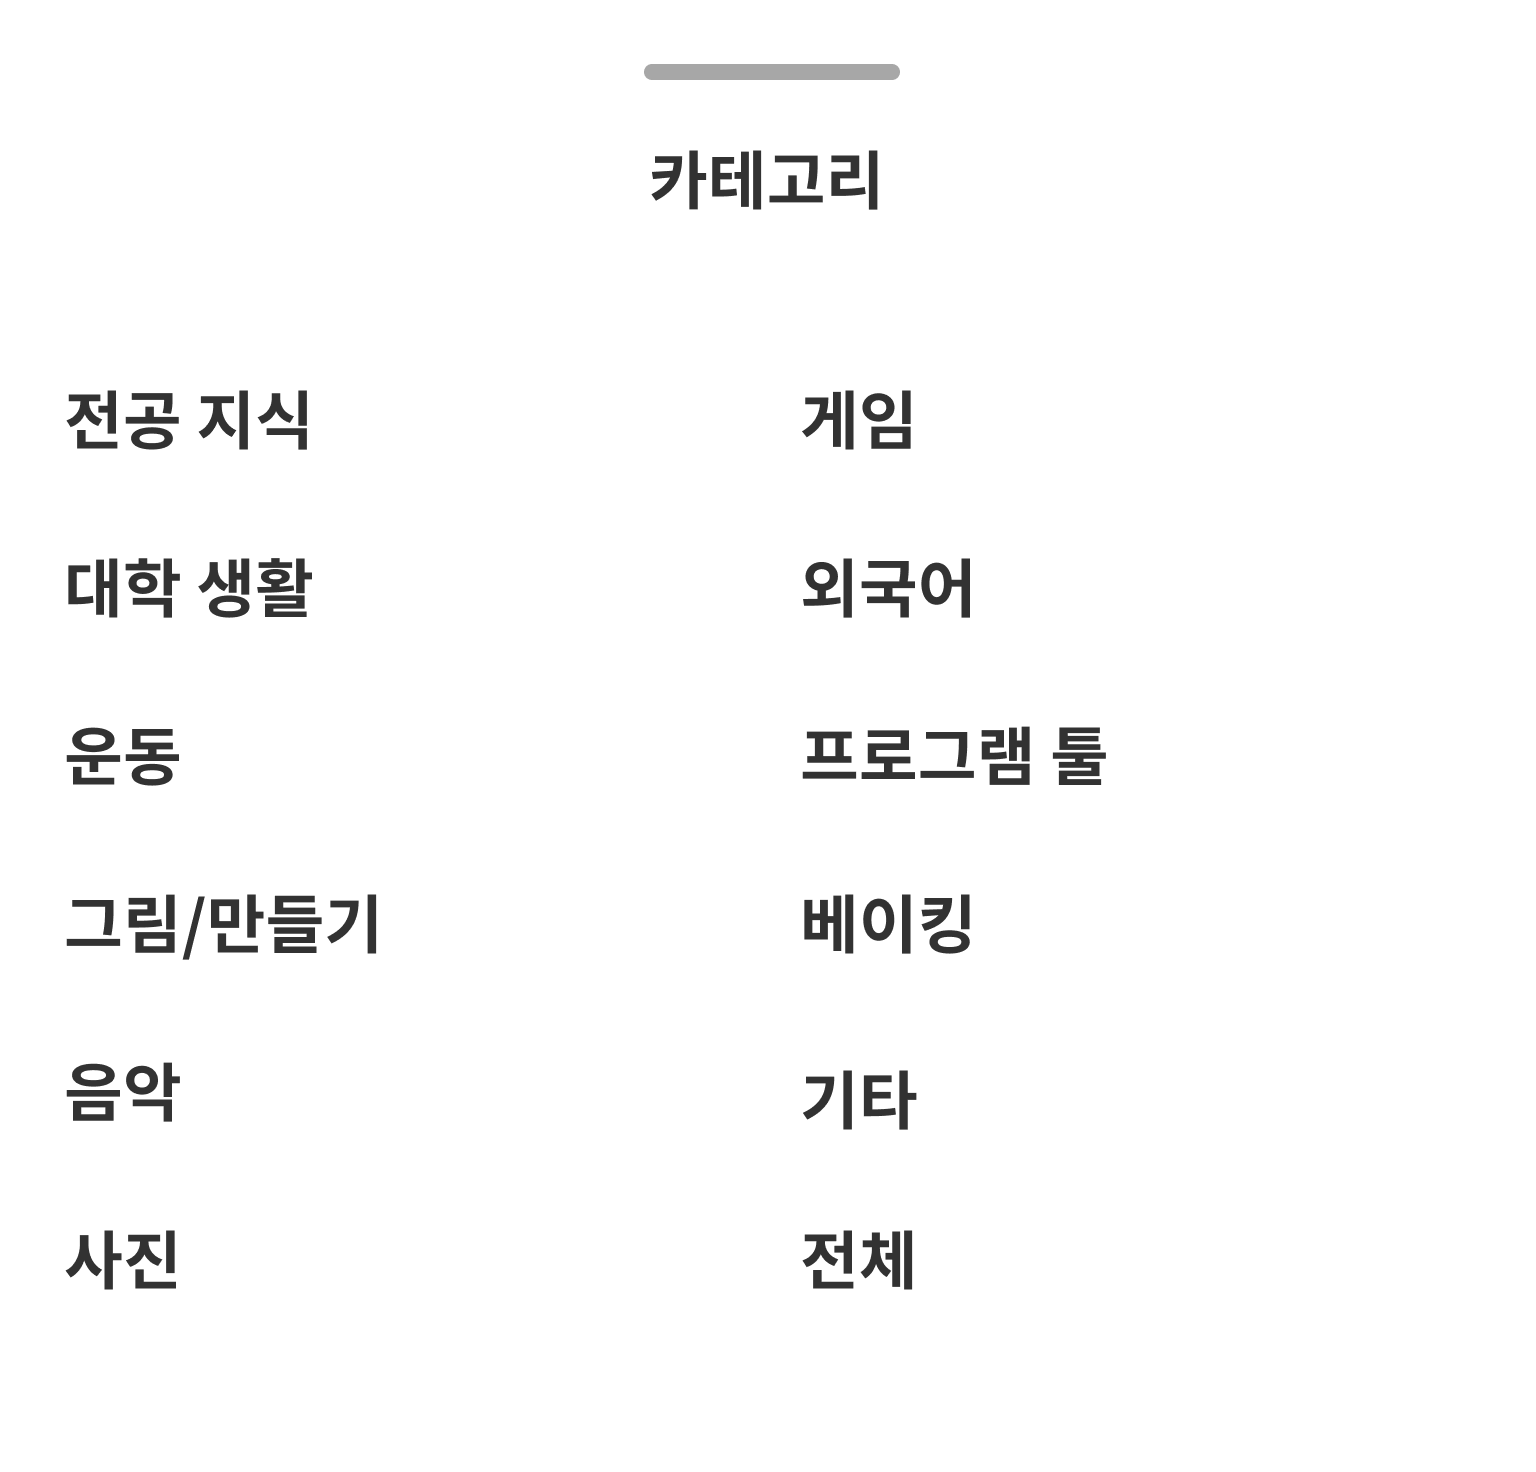 카테고리
전공 지식
게임
대학 생활
외국어
운동
프로그램 툴
그림/만들기
베이킹
음악
기타
사진
전체